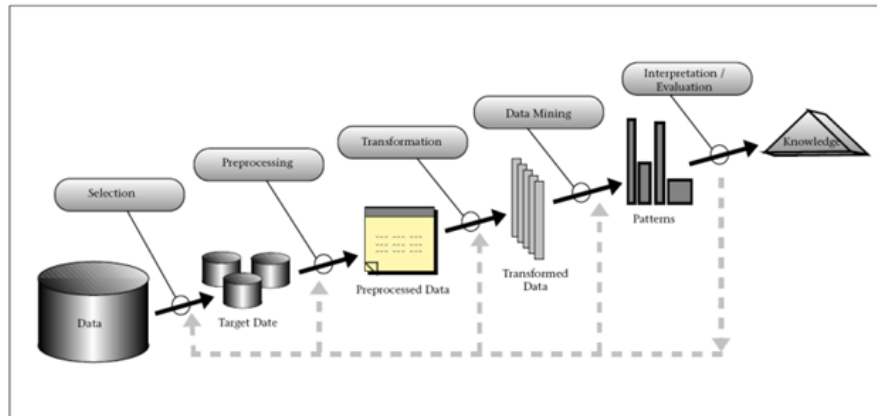 Interpretation /
Evaluation
Data Mining
Transformation
Preprocessing
Selection
Knowledge
Patterns
Transformed
Data
Preprocessed Data
Target Date
Data